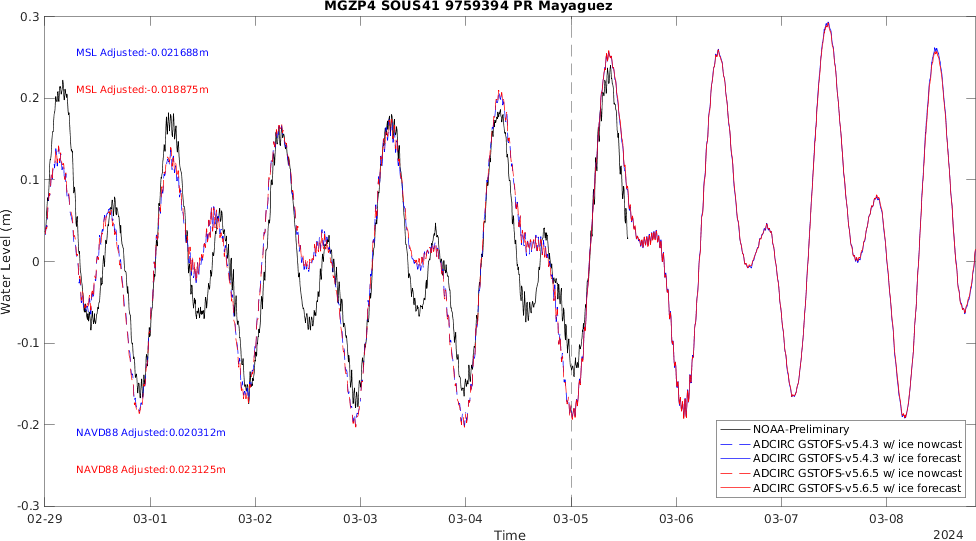 MGZP4 SOUS41 9759394 PR Mayaguez
0.3
0.2
0.1
0
-0.1
-0.2
-0.3
Water Level (m)
MSL Adjusted:-0.021688m
MSL Adjusted:-0.018875m
NAVD88 Adjusted:0.020312m
NAVD88 Adjusted:0.023125m
NOAA-Preliminary
ADCIRC GSTOFS-v5.4.3 w/ ice nowcast
ADCIRC GSTOFS-v5.4.3 w/ ice forecast
ADCIRC GSTOFS-v5.6.5 w/ ice nowcast
ADCIRC GSTOFS-v5.6.5 w/ ice forecast
02-29 03-01 03-02 03-03 03-04 03-05 03-06 03-07 03-08
Time
2024